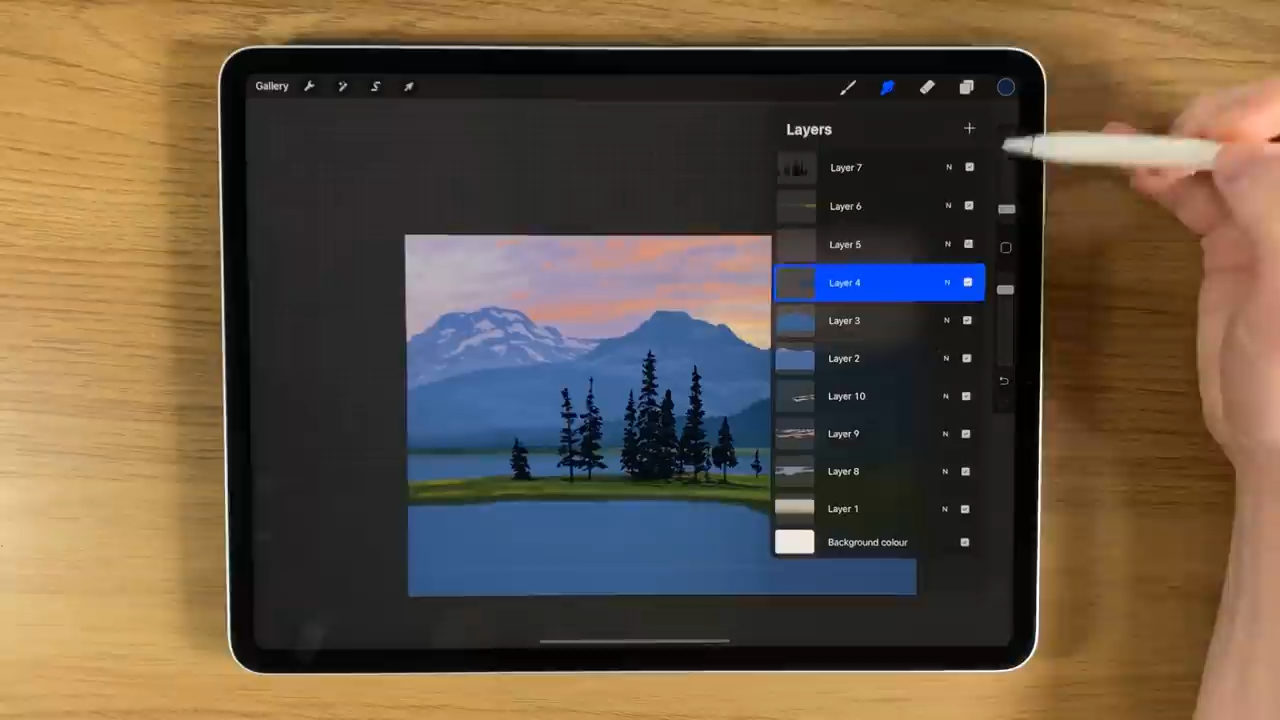 Gallery
Layers
Layer 7 N
Layer 6 N
Layer 5 N
Layer 4 N
Layer 3 N
Layer 2 N
Layer 10 N
Layer 9 N
Layer 8 N
Layer 1 N
Background colour